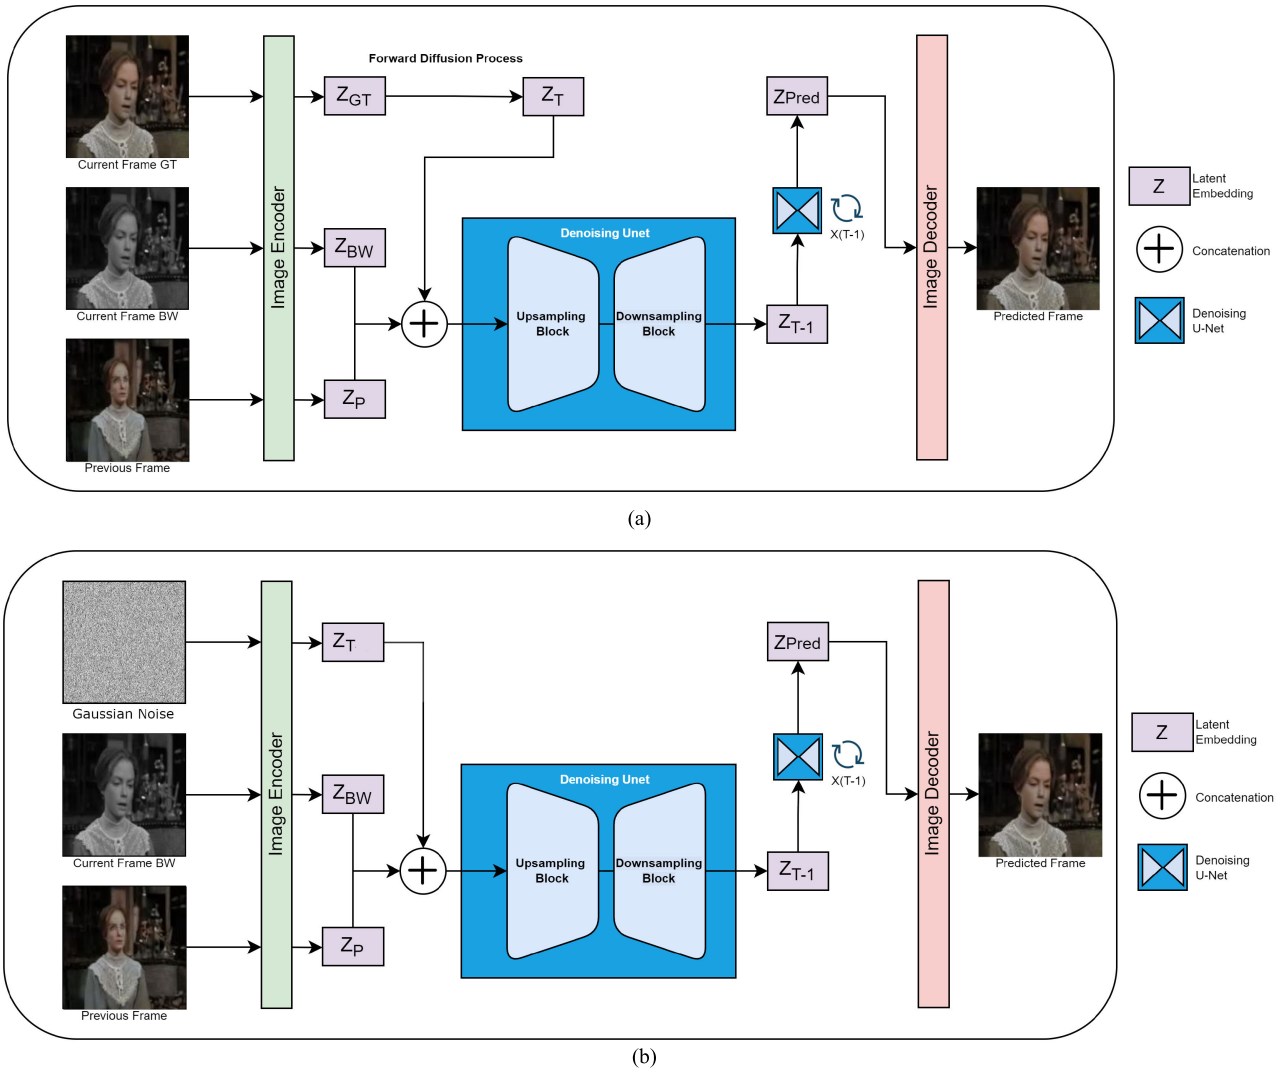 Forward Diffusion Process
Z_GT
Z_T
Current Frame GT
Image Encoder
Z_BW
Current Frame BW
Z_P
Previous Frame
Denoising Unet
Upsampling
Block
Downsampling
Block
Z_T-1
X(T-1)
ZPred
Image Decoder
Predicted Frame
Z
Latent
Embedding
Concatenation
Denoising
U-Net
(a)
Gaussian Noise
Z_T
Image Encoder
Z_BW
Current Frame BW
Z_P
Previous Frame
Denoising Unet
Upsampling
Block
Downsampling
Block
Z_T-1
X(T-1)
ZPred
Image Decoder
Predicted Frame
Z
Latent
Embedding
Concatenation
Denoising
U-Net
(b)